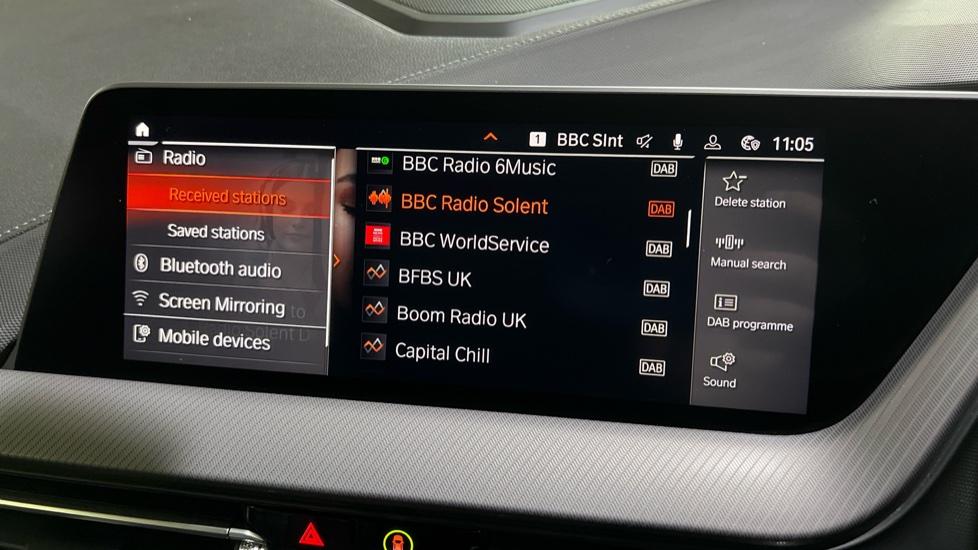 1 BBC SInt 11:05
Radio
Received stations
Saved stations
Bluetooth audio
Screen Mirroring
Mobile devices
BBC Radio 6Music DAB
BBC Radio Solent DAB
BBC WorldService DAB
BFBS UK DAB
Boom Radio UK DAB
Capital Chill DAB
Delete station
Manual search
DAB programme
Sound